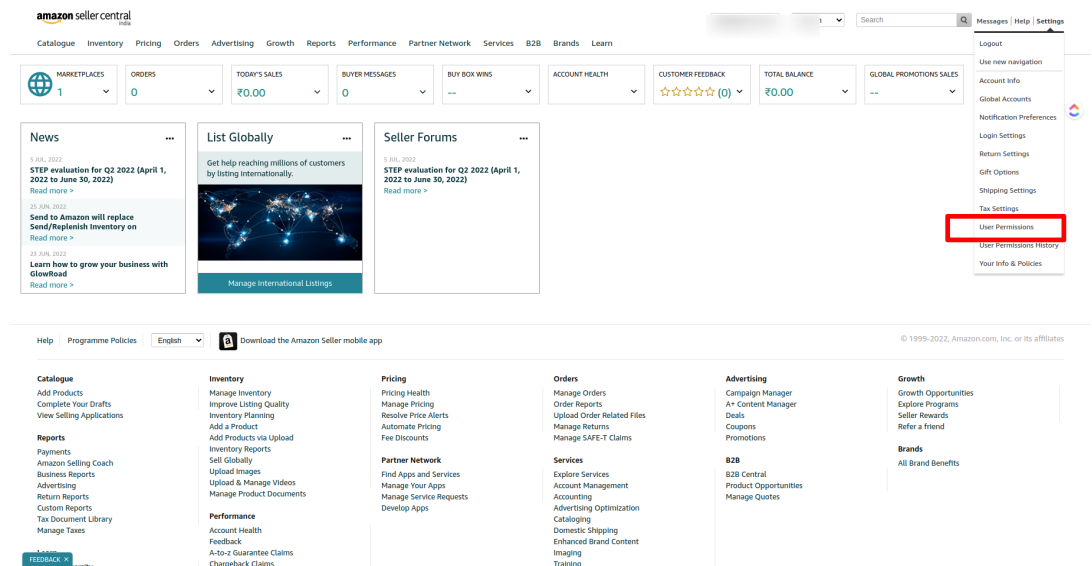 amazon seller central
india
Search
Messages | Help | Settings
Catalogue Inventory Pricing Orders Advertising Growth Reports Performance Partner Network Services B2B Brands Learn
Logout
Use new navigation
Account Info
Global Accounts
Notification Preferences
Login Settings
Return Settings
Gift Options
Shipping Settings
Tax Settings
User Permissions
User Permissions History
Your Info & Policies
MARKETPLACES
1
ORDERS
0
TODAY'S SALES
₹0.00
BUYER MESSAGES
0
BUY BOX WINS
--
ACCOUNT HEALTH
CUSTOMER FEEDBACK
(0)
TOTAL BALANCE
₹0.00
GLOBAL PROMOTIONS SALES
--
News
5 JUL, 2022
STEP evaluation for Q2 2022 (April 1,
2022 to June 30, 2022)
Read more >
25 JUN, 2022
Send to Amazon will replace
Send/Replenish Inventory on
Read more >
23 JUN, 2022
Learn how to grow your business with
GlowRoad
Read more >
List Globally
Get help reaching millions of customers
by listing internationally.
Manage International Listings
Seller Forums
5 JUL, 2022
STEP evaluation for Q2 2022 (April 1,
2022 to June 30, 2022)
Read more >
Help Programme Policies English Download the Amazon Seller mobile app
© 1999-2022, Amazon.com, Inc. or its affiliates
Catalogue
Add Products
Complete Your Drafts
View Selling Applications
Reports
Payments
Amazon Selling Coach
Business Reports
Advertising
Return Reports
Custom Reports
Tax Document Library
Manage Taxes
FEEDBACK ×
Inventory
Manage Inventory
Improve Listing Quality
Inventory Planning
Add a Product
Add Products via Upload
Inventory Reports
Sell Globally
Upload Images
Upload & Manage Videos
Manage Product Documents
Performance
Account Health
Feedback
A-to-z Guarantee Claims
Chargeback Claims
Pricing
Pricing Health
Manage Pricing
Resolve Price Alerts
Automate Pricing
Fee Discounts
Partner Network
Find Apps and Services
Manage Your Apps
Manage Service Requests
Develop Apps
Orders
Manage Orders
Order Reports
Upload Order Related Files
Manage Returns
Manage SAFE-T Claims
Services
Explore Services
Account Management
Accounting
Advertising Optimization
Cataloging
Domestic Shipping
Enhanced Brand Content
Imaging
Training
Advertising
Campaign Manager
A+ Content Manager
Deals
Coupons
Promotions
B2B
B2B Central
Product Opportunities
Manage Quotes
Growth
Growth Opportunities
Explore Programs
Seller Rewards
Refer a friend
Brands
All Brand Benefits